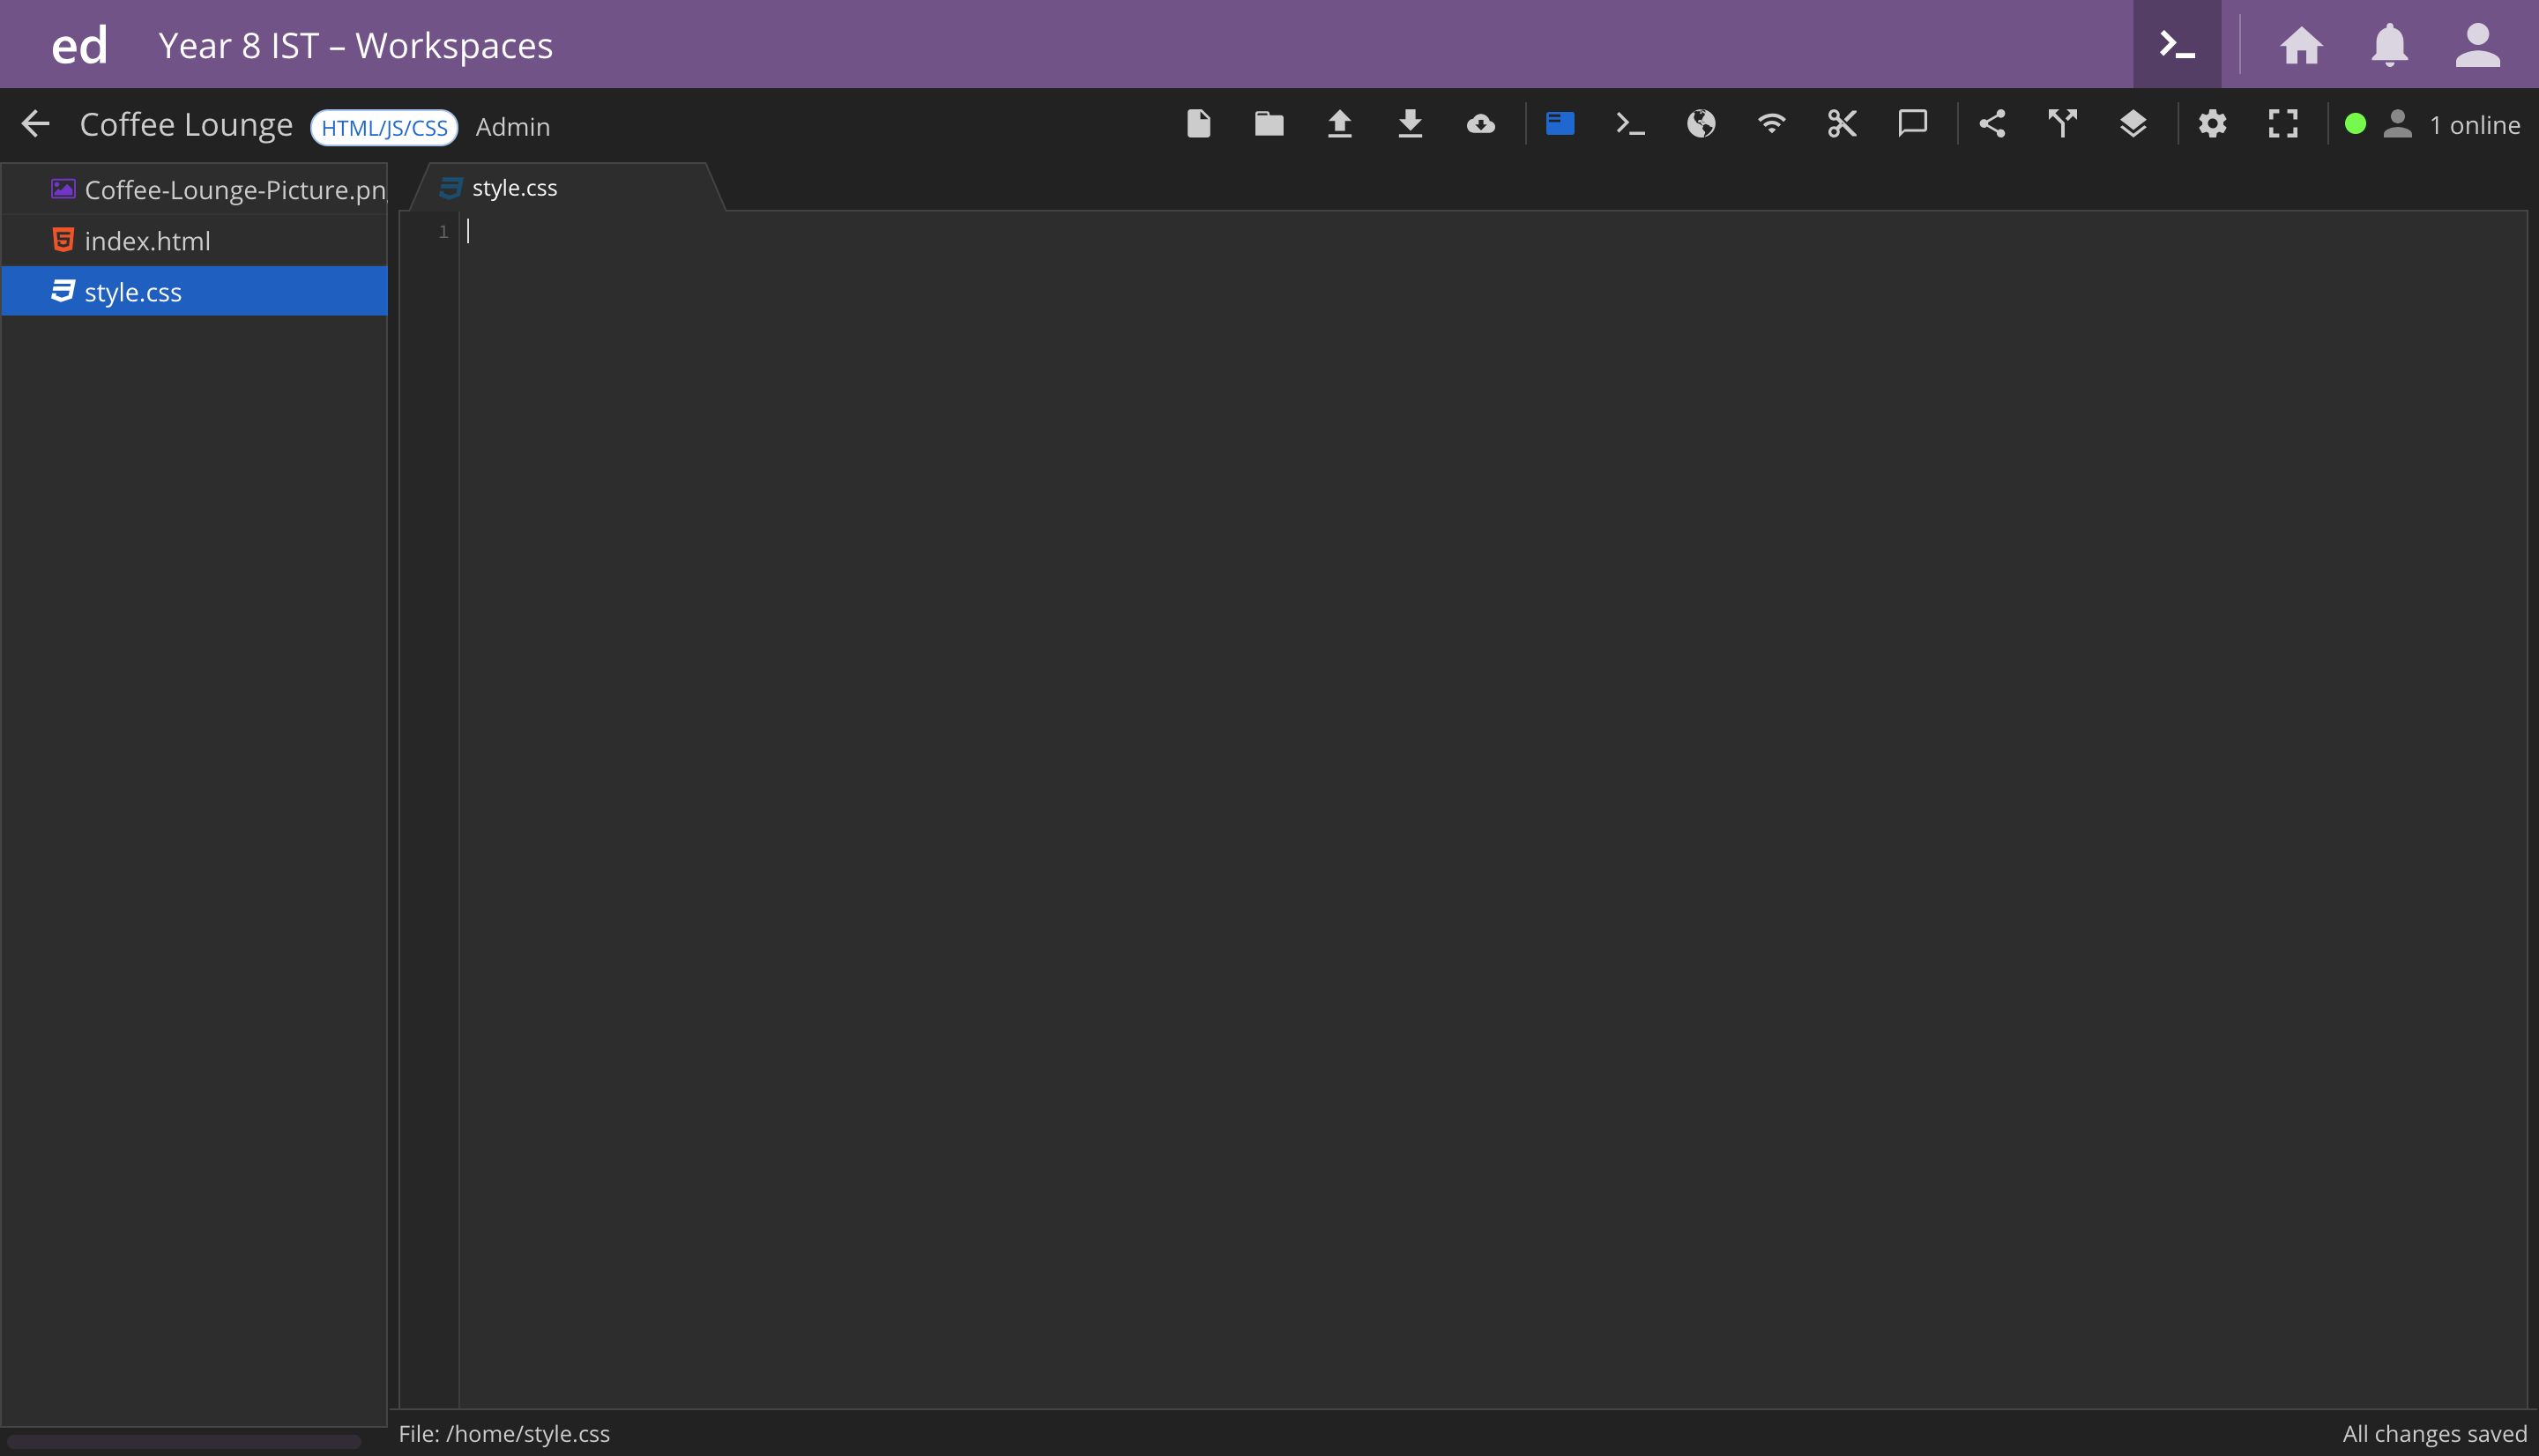 ed Year 8 IST – Workspaces
Coffee Lounge HTML/JS/CSS Admin 1 online
Coffee-Lounge-Picture.pn
index.html
style.css
style.css
1
File: /home/style.css All changes saved